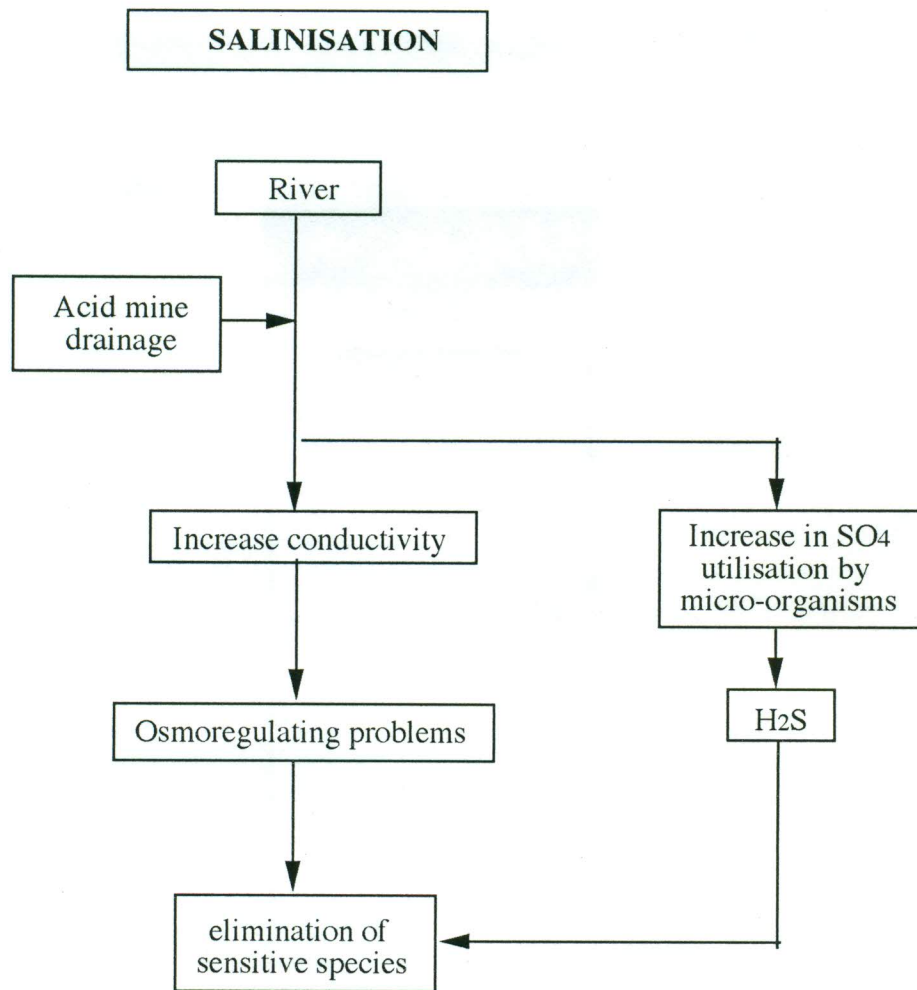 SALINISATION
River
Acid mine
drainage
Increase conductivity
Increase in SO4
utilisation by
micro-organisms
Osmoregulating problems
H2S
elimination of
sensitive species